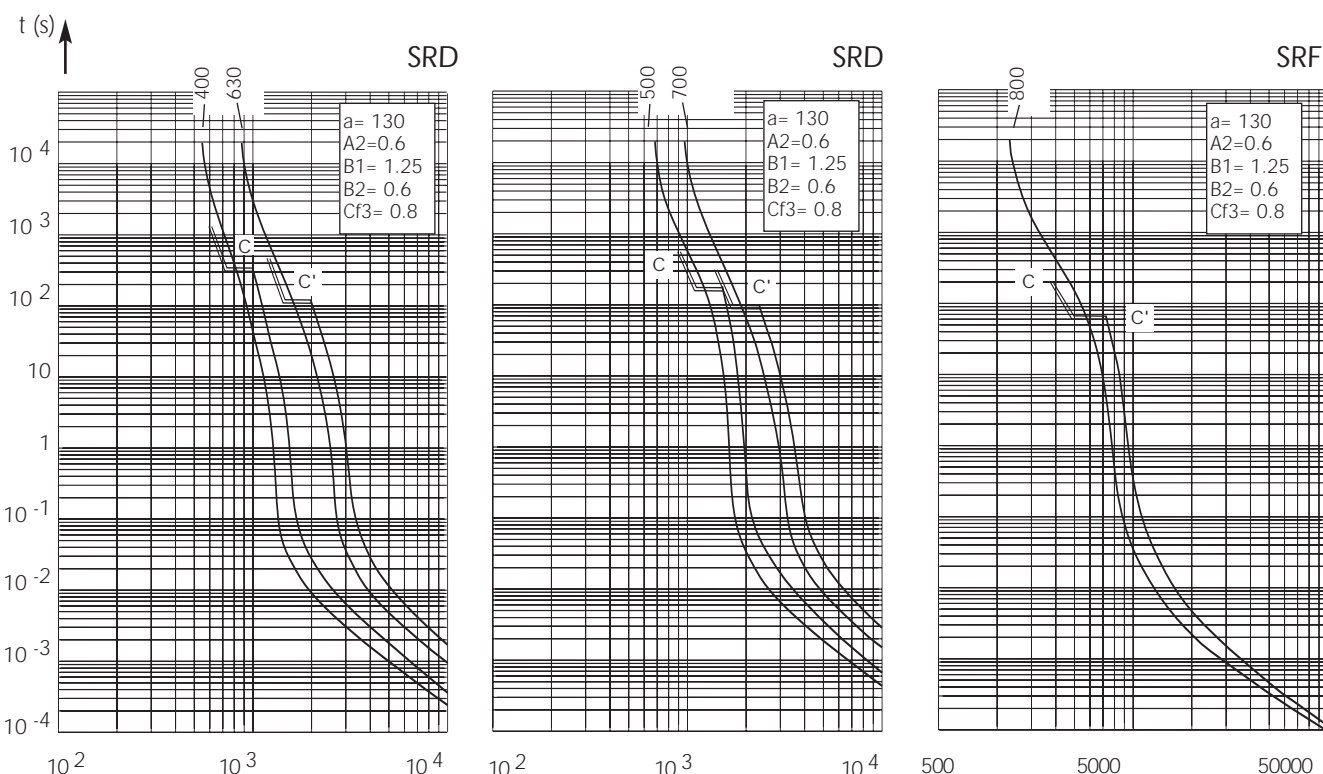 t (s)
SRD
SRD
SRF
400
630
500
700
800
a= 130
A2=0.6
B1= 1.25
B2= 0.6
Cf3= 0.8
a= 130
A2=0.6
B1= 1.25
B2= 0.6
Cf3= 0.8
a= 130
A2=0.6
B1= 1.25
B2= 0.6
Cf3= 0.8
10 4
10 3
10 2
10
1
10 -1
10 -2
10 -3
10 -4
C
C'
C
C'
C
C'
10 2
10 3
10 4
10 2
10 3
10 4
500
5000
50000